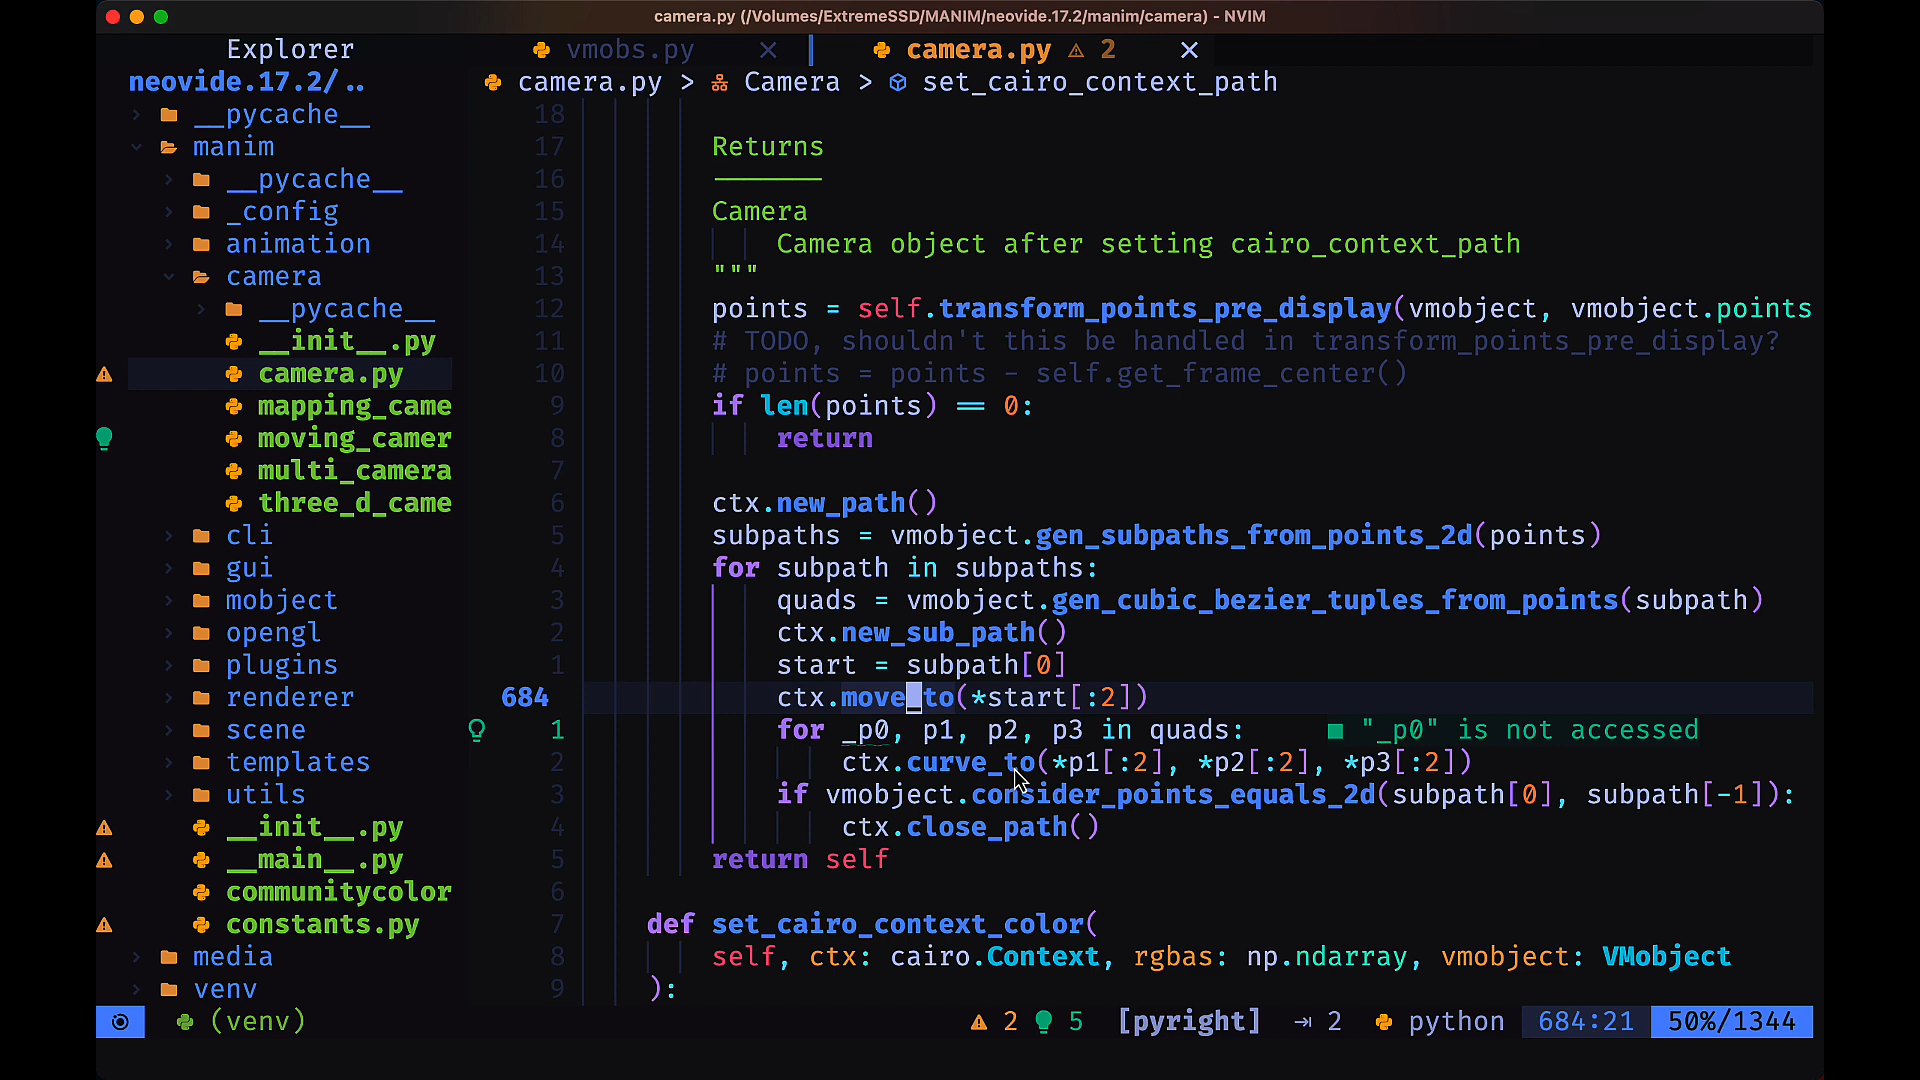 camera.py (/Volumes/ExtremeSSD/MANIM/neovide.17.2/manim/camera) - NVIM
Explorer
vmobs.py
camera.py 2
neovide.17.2/ ..
camera.py > Camera > set_cairo_context_path
__pycache__
manim
__pycache__
_config
animation
camera
__pycache__
__init__.py
camera.py
mapping_came
moving_camer
multi_camera
three_d_came
cli
gui
mobject
opengl
plugins
renderer
scene
templates
utils
__init__.py
__main__.py
communitycolor
constants.py
media
venv
18
17 Returns
16 -------
15 Camera
14 Camera object after setting cairo_context_path
13 """
12 points = self.transform_points_pre_display(vmobject, vmobject.points
11 # TODO, shouldn't this be handled in transform_points_pre_display?
10 # points = points - self.get_frame_center()
9 if len(points) == 0:
8 return
7
6 ctx.new_path()
5 subpaths = vmobject.gen_subpaths_from_points_2d(points)
4 for subpath in subpaths:
3 quads = vmobject.gen_cubic_bezier_tuples_from_points(subpath)
2 ctx.new_sub_path()
1 start = subpath[0]
684 ctx.move_to(*start[:2])
1 for _p0, p1, p2, p3 in quads: ■ "_p0" is not accessed
2 ctx.curve_to(*p1[:2], *p2[:2], *p3[:2])
3 if vmobject.consider_points_equals_2d(subpath[0], subpath[-1]):
4 ctx.close_path()
5 return self
6
7 def set_cairo_context_color(
8 self, ctx: cairo.Context, rgbas: np.ndarray, vmobject: VMobject
9 ):
(venv) 2 5 [pyright] ⇥ 2 python 684:21 50%/1344